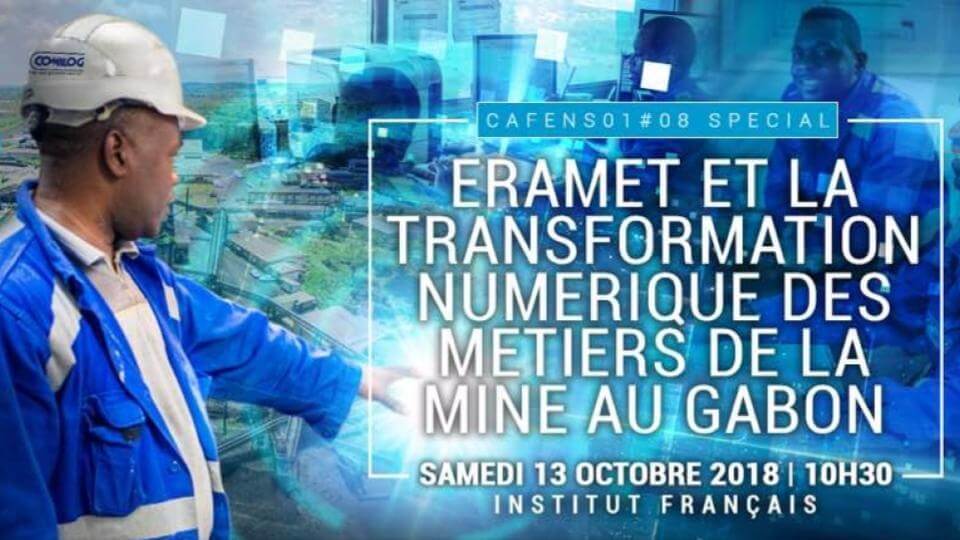 COMILOG
CAFENS01#08 SPECIAL
ERAMET ET LA
TRANSFORMATION
NUMERIQUE DES
METIERS DE LA
MINE AU GABON
SAMEDI 13 OCTOBRE 2018 | 10H30
INSTITUT FRANÇAIS